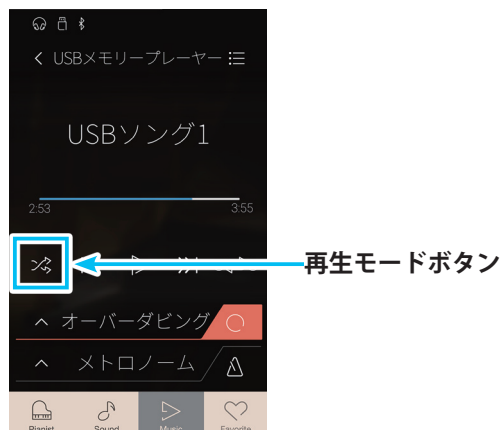 USBメモリープレーヤー
USBソング1
2:53
3:55
再生モードボタン
オーバーダビング
メトロノーム
Pianist
Sound
Music
Favorite